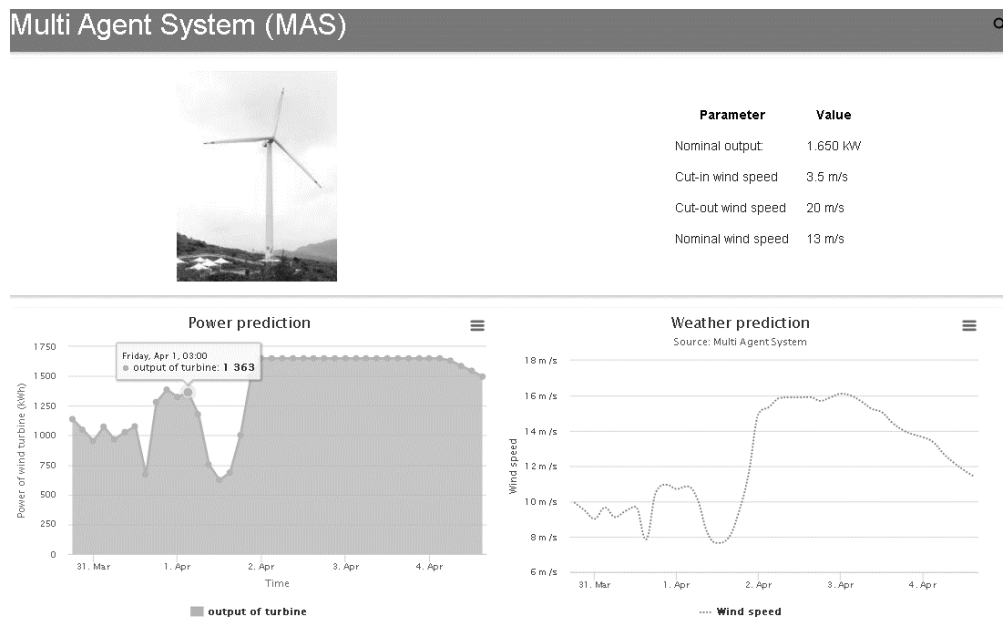 Multi Agent System (MAS)
Parameter Value
Nominal output: 1.650 kW
Cut-in wind speed 3.5 m/s
Cut-out wind speed 20 m/s
Nominal wind speed 13 m/s
Power prediction
Friday, Apr 1, 03:00
output of turbine: 1 363
Power of wind turbine (kWh)
1750
1500
1250
1000
750
500
250
0
31. Mar 1. Apr 2. Apr 3. Apr 4. Apr
Time
output of turbine
Weather prediction
Source: Multi Agent System
Wind speed
18 m/s
16 m/s
14 m/s
12 m/s
10 m/s
8 m/s
6 m/s
31. Mar 1. Apr 2. Apr 3. Apr 4. Apr
Wind speed